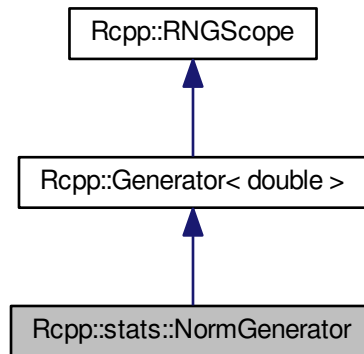 Rcpp::RNGScope
Rcpp::Generator< double >
Rcpp::stats::NormGenerator